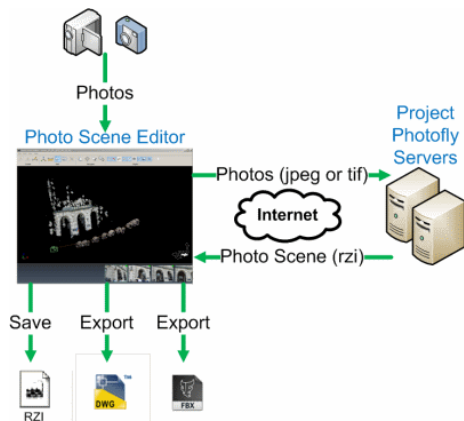 Photos
Photo Scene Editor
Project
Photofly
Servers
Photos (jpeg or tif)
Internet
Photo Scene (rzi)
Save
Export
Export
RZI
DWG
TM
FBX